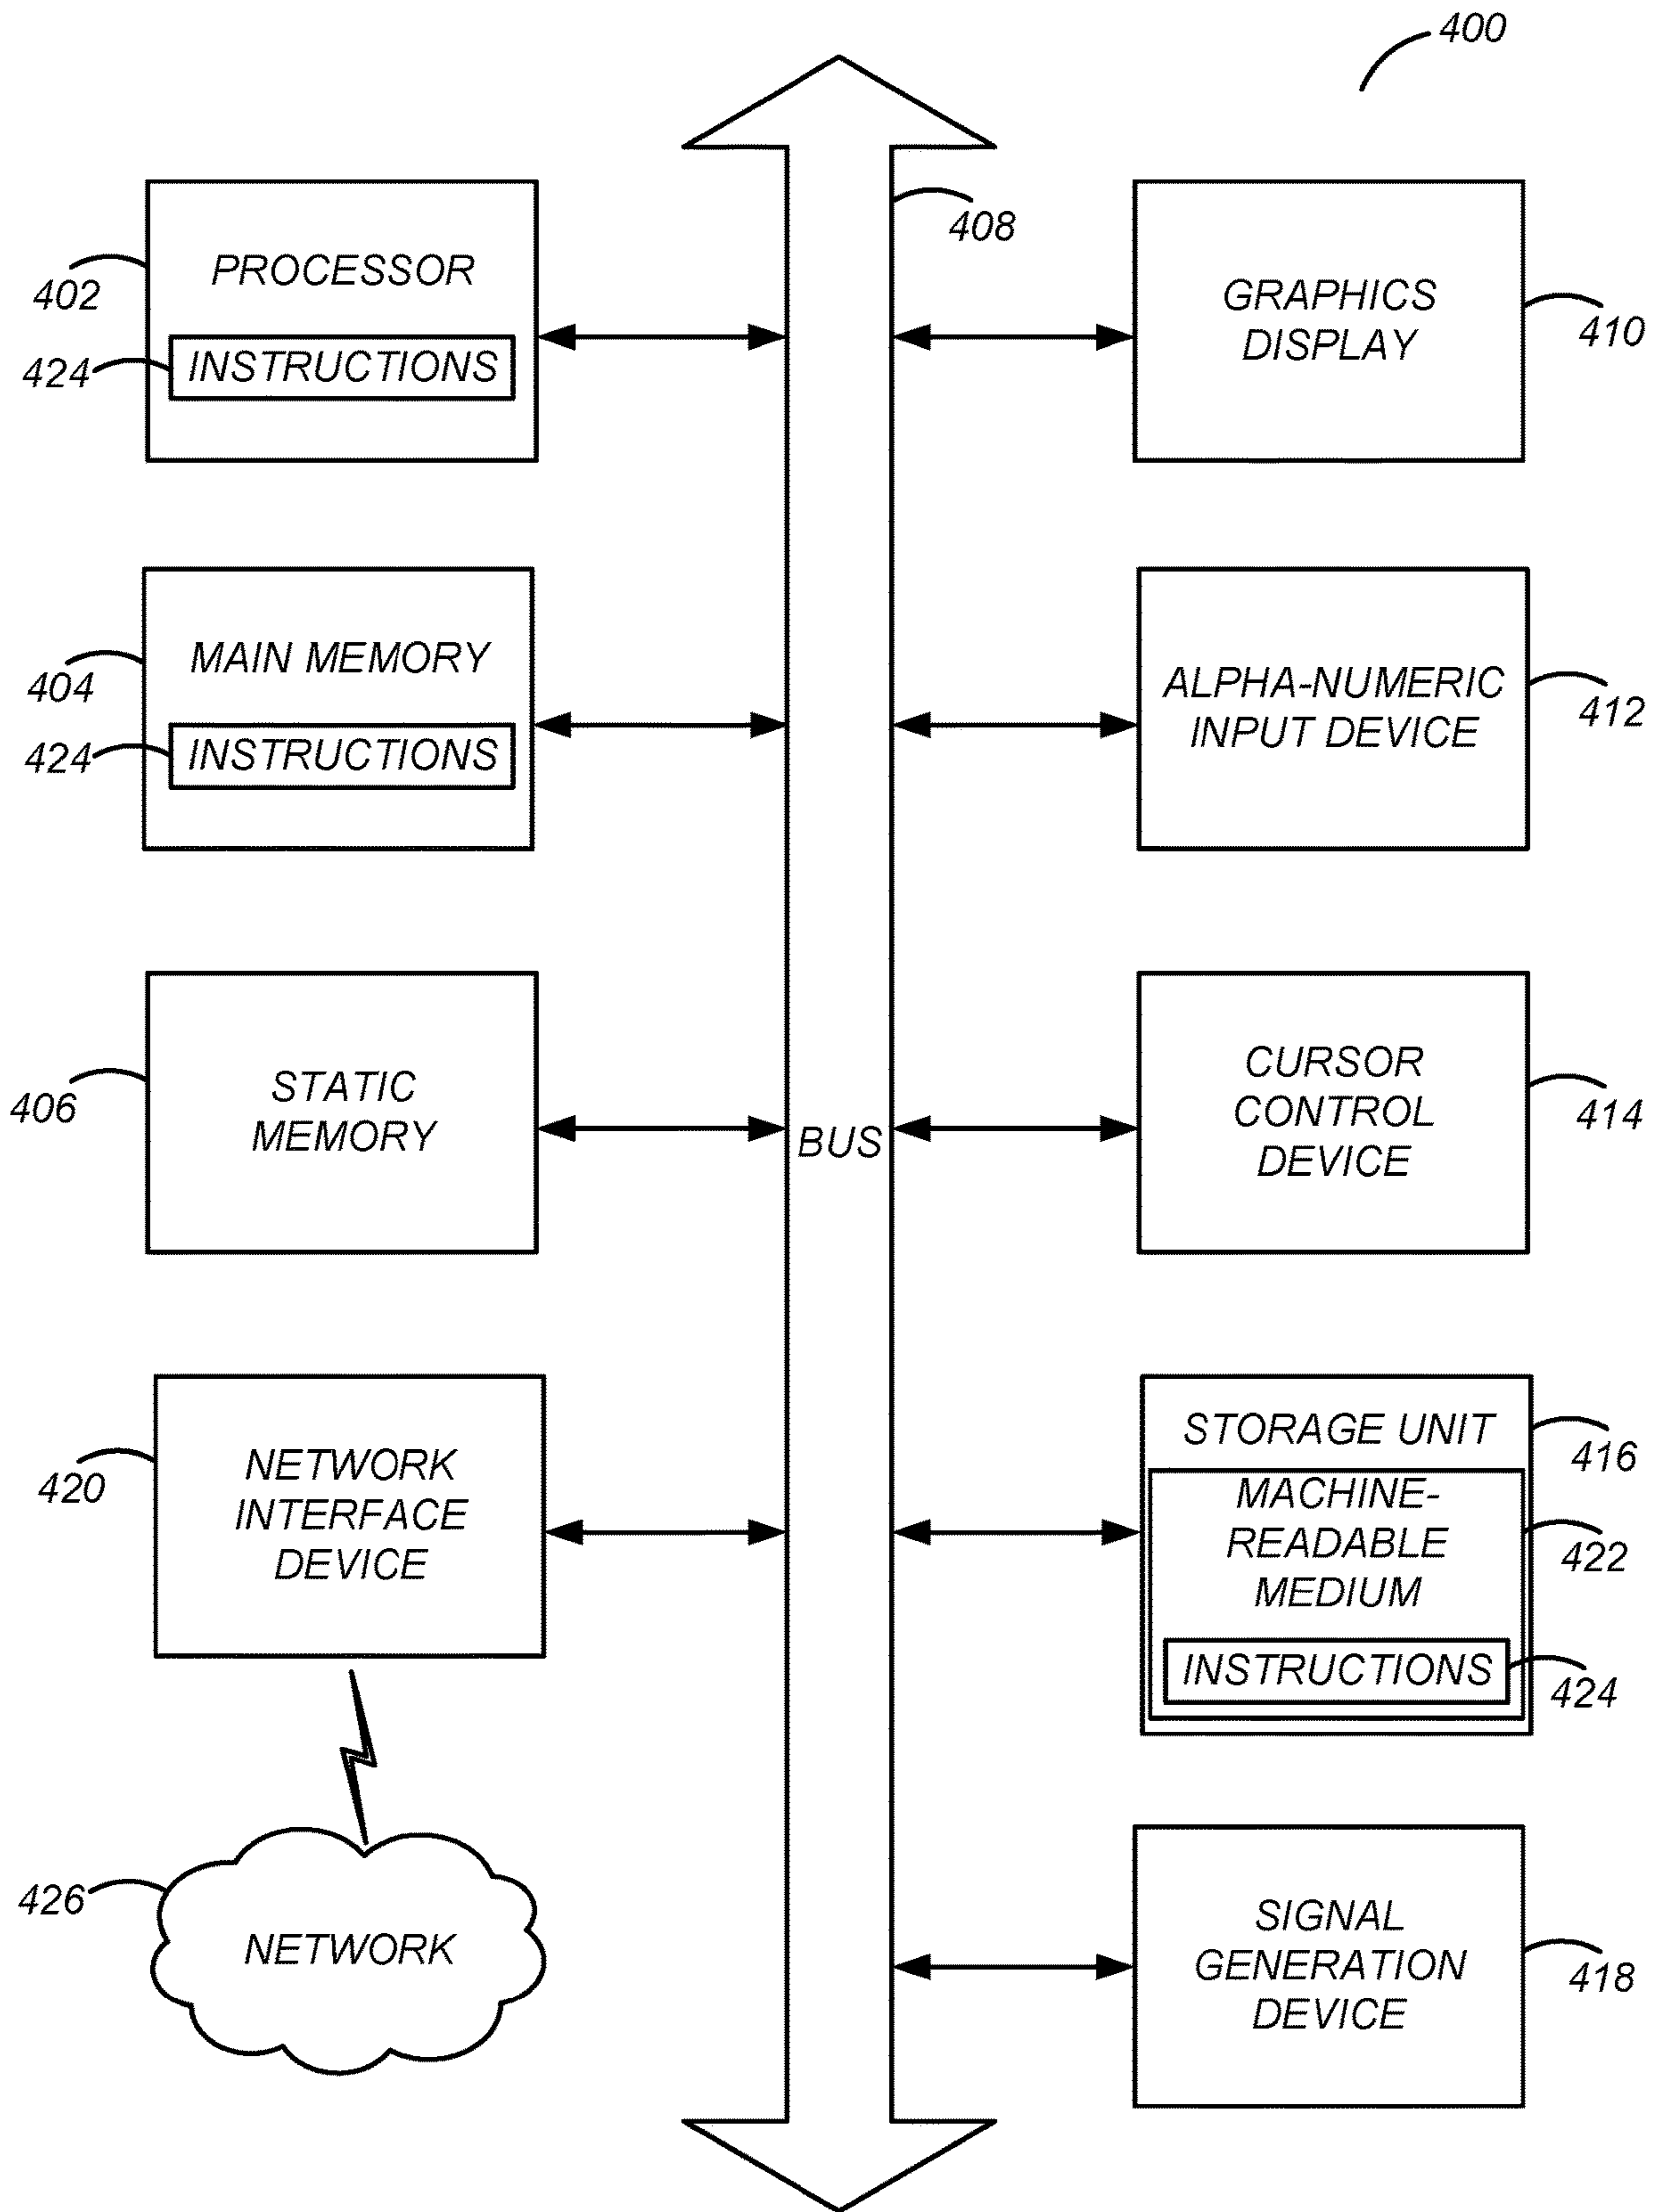 400
408
PROCESSOR
402
INSTRUCTIONS
424
GRAPHICS
DISPLAY
410
MAIN MEMORY
404
INSTRUCTIONS
424
ALPHA-NUMERIC
INPUT DEVICE
412
STATIC
MEMORY
406
BUS
CURSOR
CONTROL
DEVICE
414
NETWORK
INTERFACE
DEVICE
420
STORAGE UNIT
416
MACHINE-
READABLE
MEDIUM
422
INSTRUCTIONS
424
426
NETWORK
SIGNAL
GENERATION
DEVICE
418